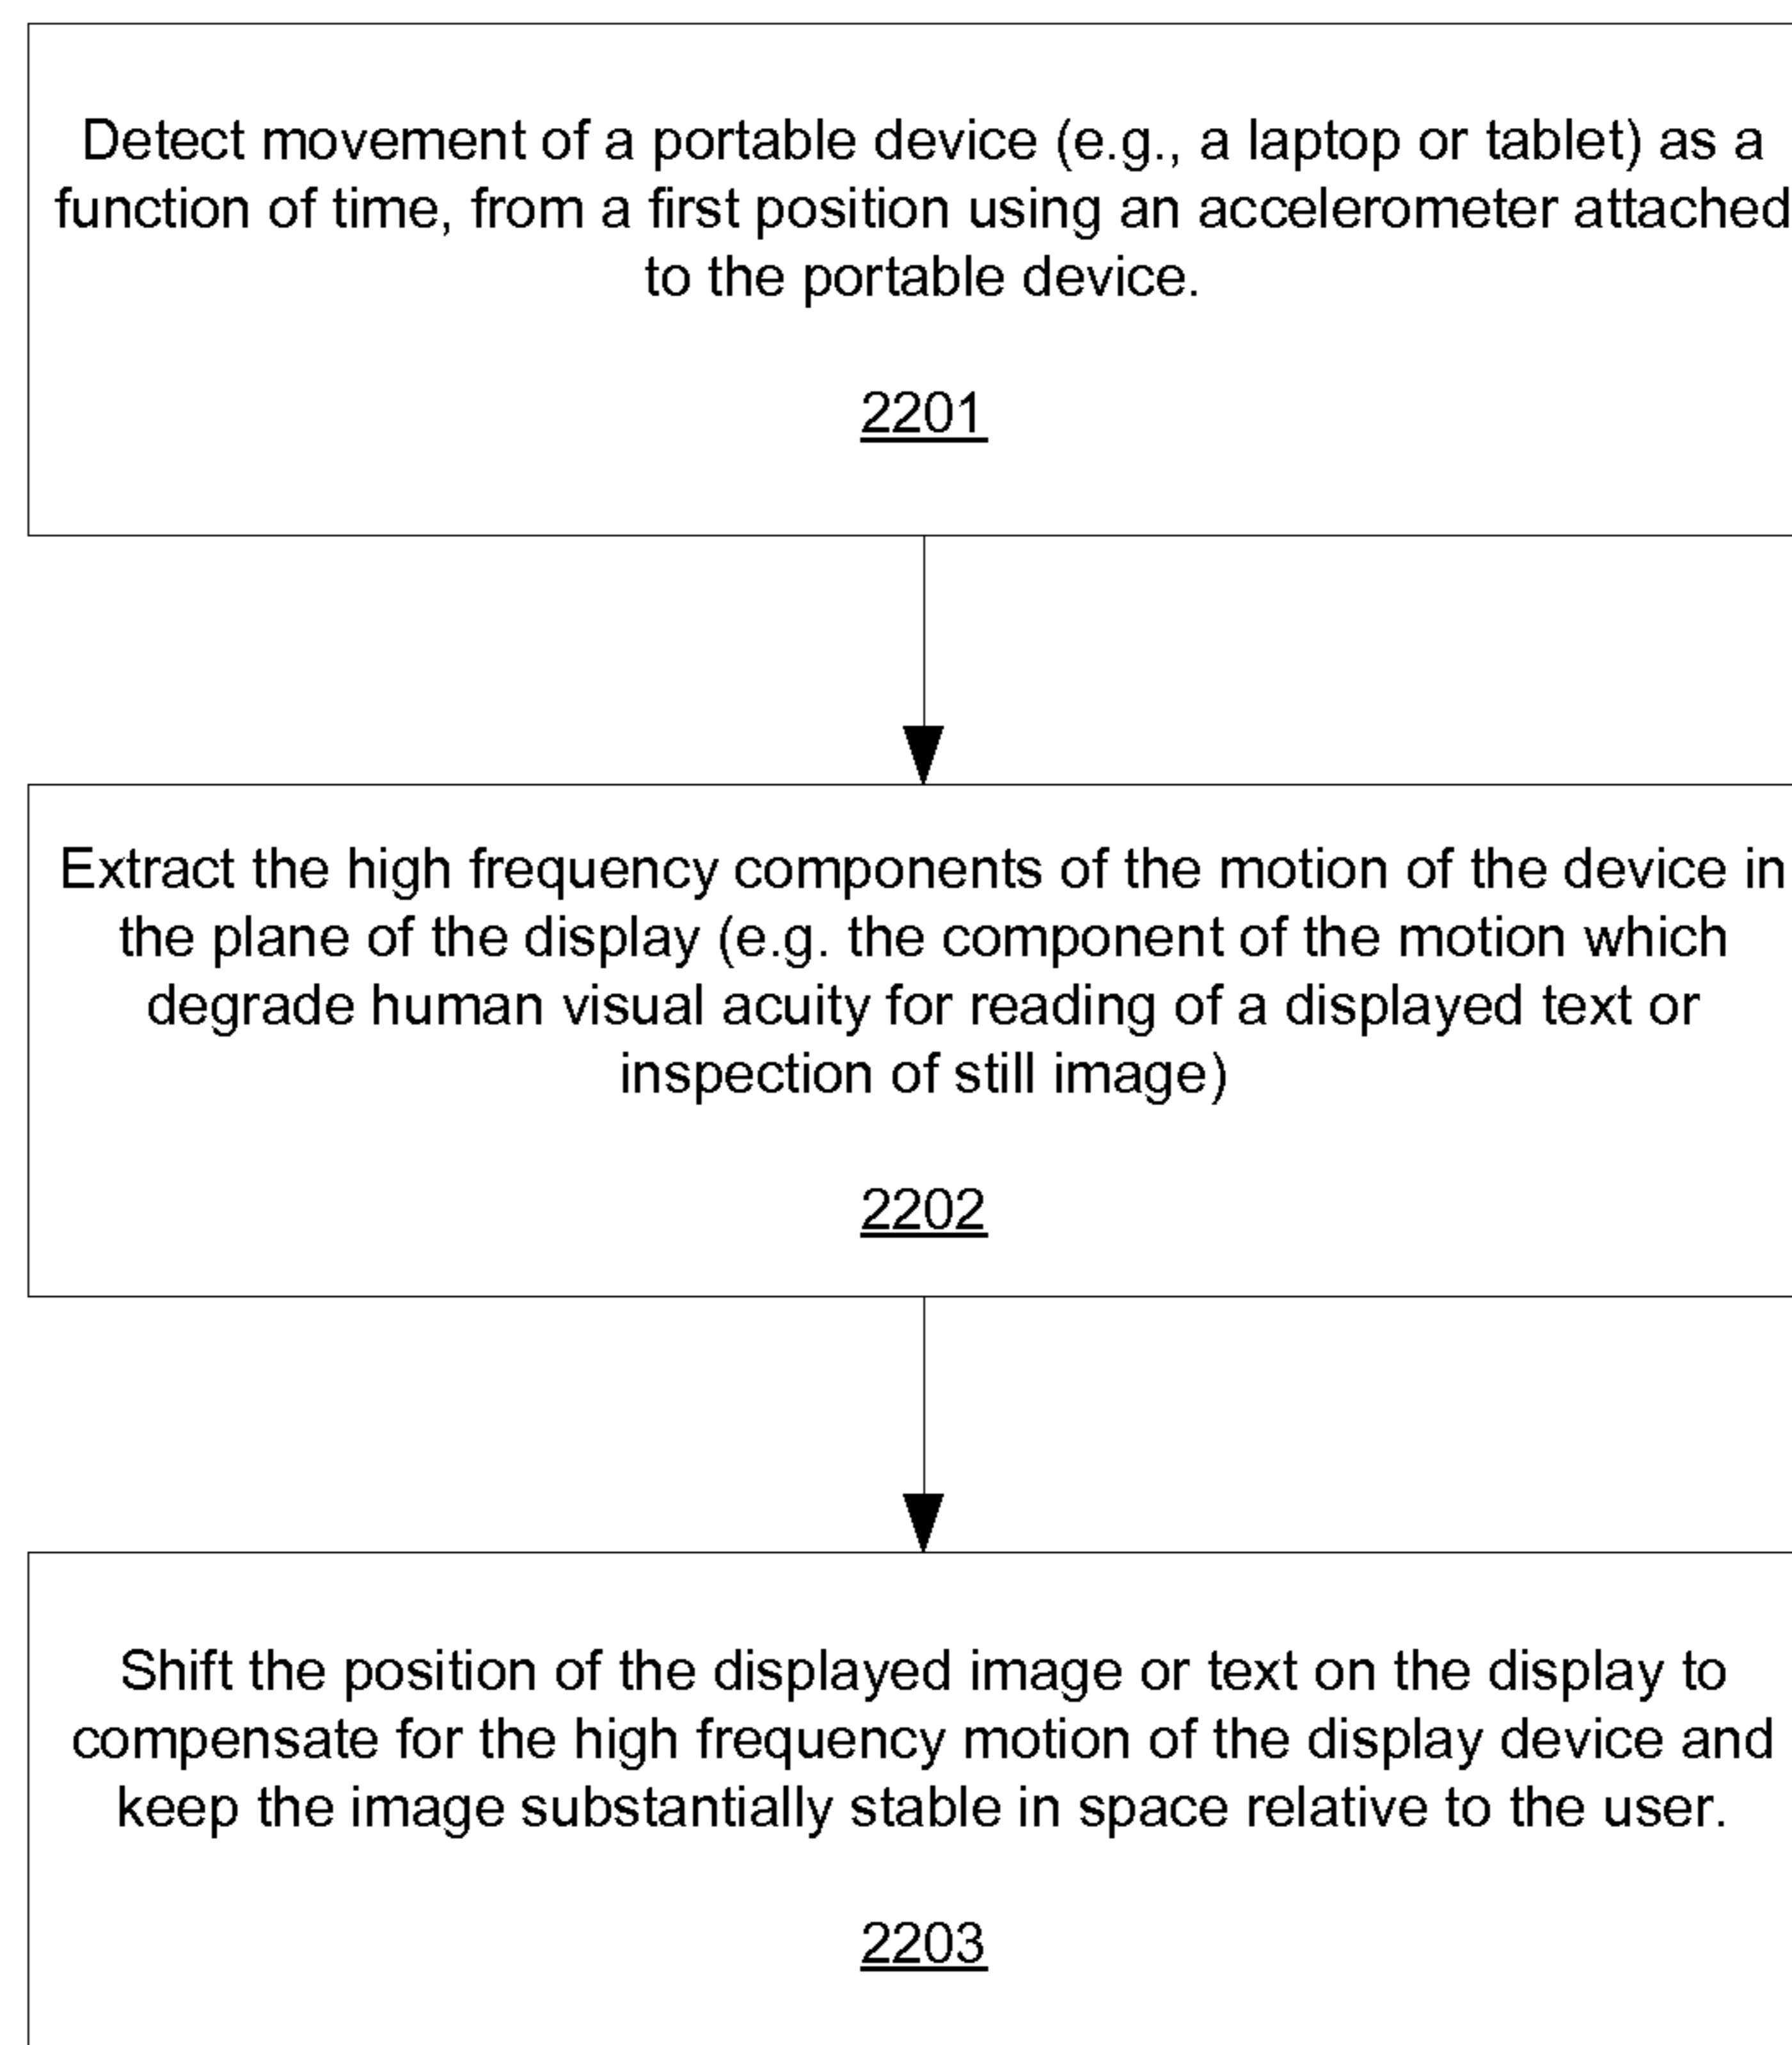 Detect movement of a portable device (e.g., a laptop or tablet) as a
function of time, from a first position using an accelerometer attached
to the portable device.
2201
Extract the high frequency components of the motion of the device in
the plane of the display (e.g. the component of the motion which
degrade human visual acuity for reading of a displayed text or
inspection of still image)
2202
Shift the position of the displayed image or text on the display to
compensate for the high frequency motion of the display device and
keep the image substantially stable in space relative to the user.
2203